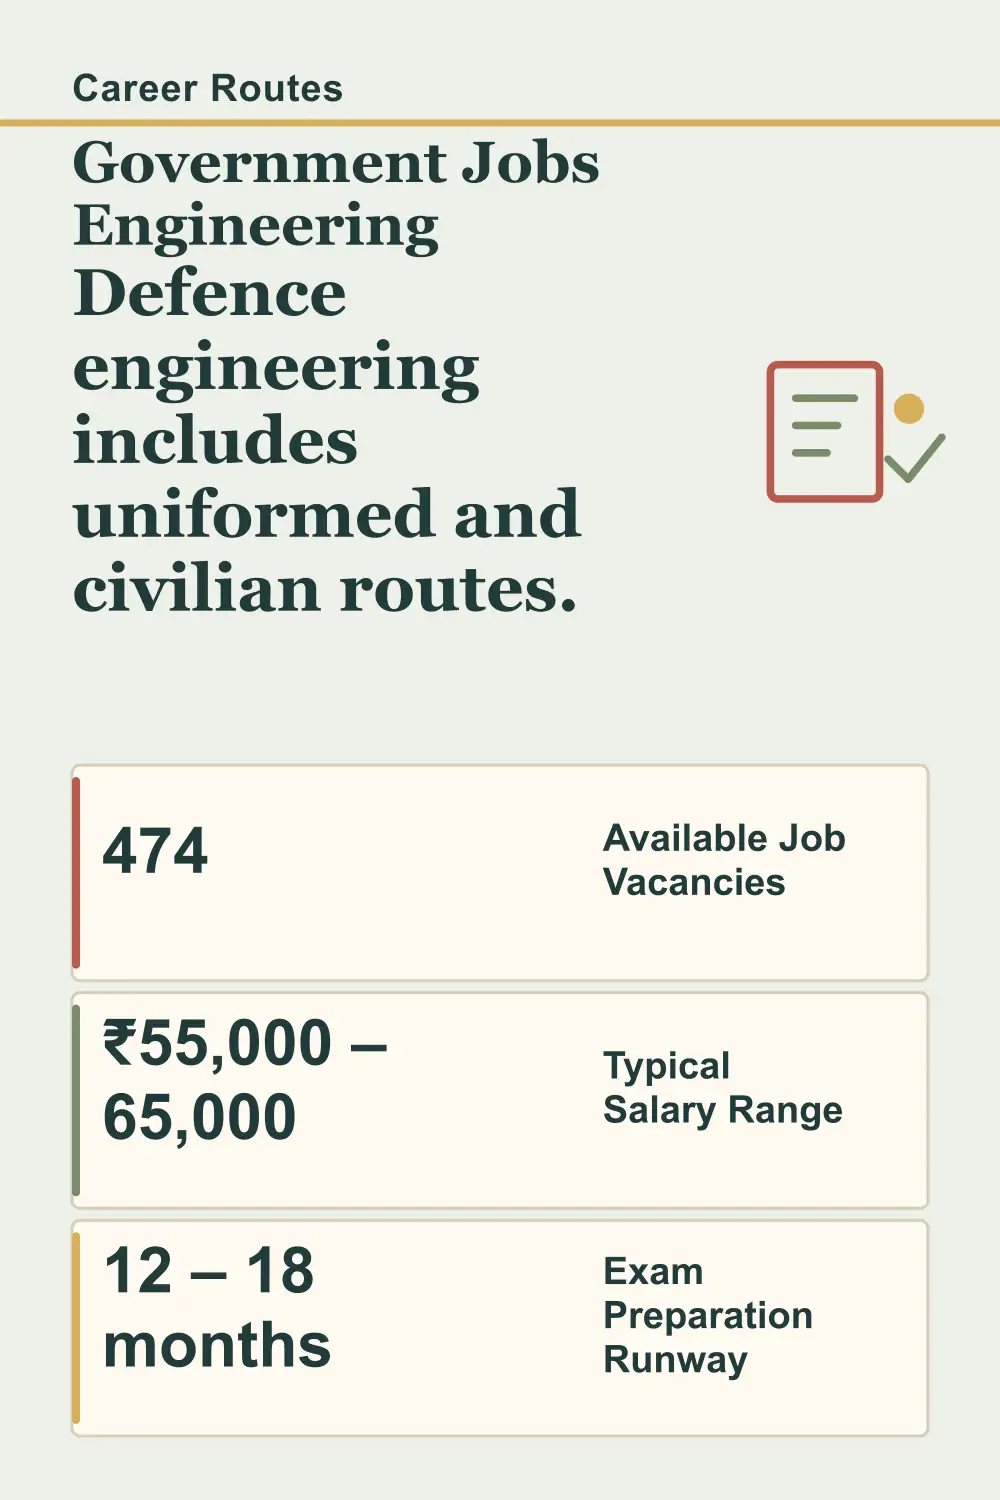 Career Routes
Government Jobs
Engineering
Defence
engineering
includes
uniformed and
civilian routes.
474
Available Job
Vacancies
₹55,000 –
65,000
Typical
Salary Range
12 – 18
months
Exam
Preparation
Runway